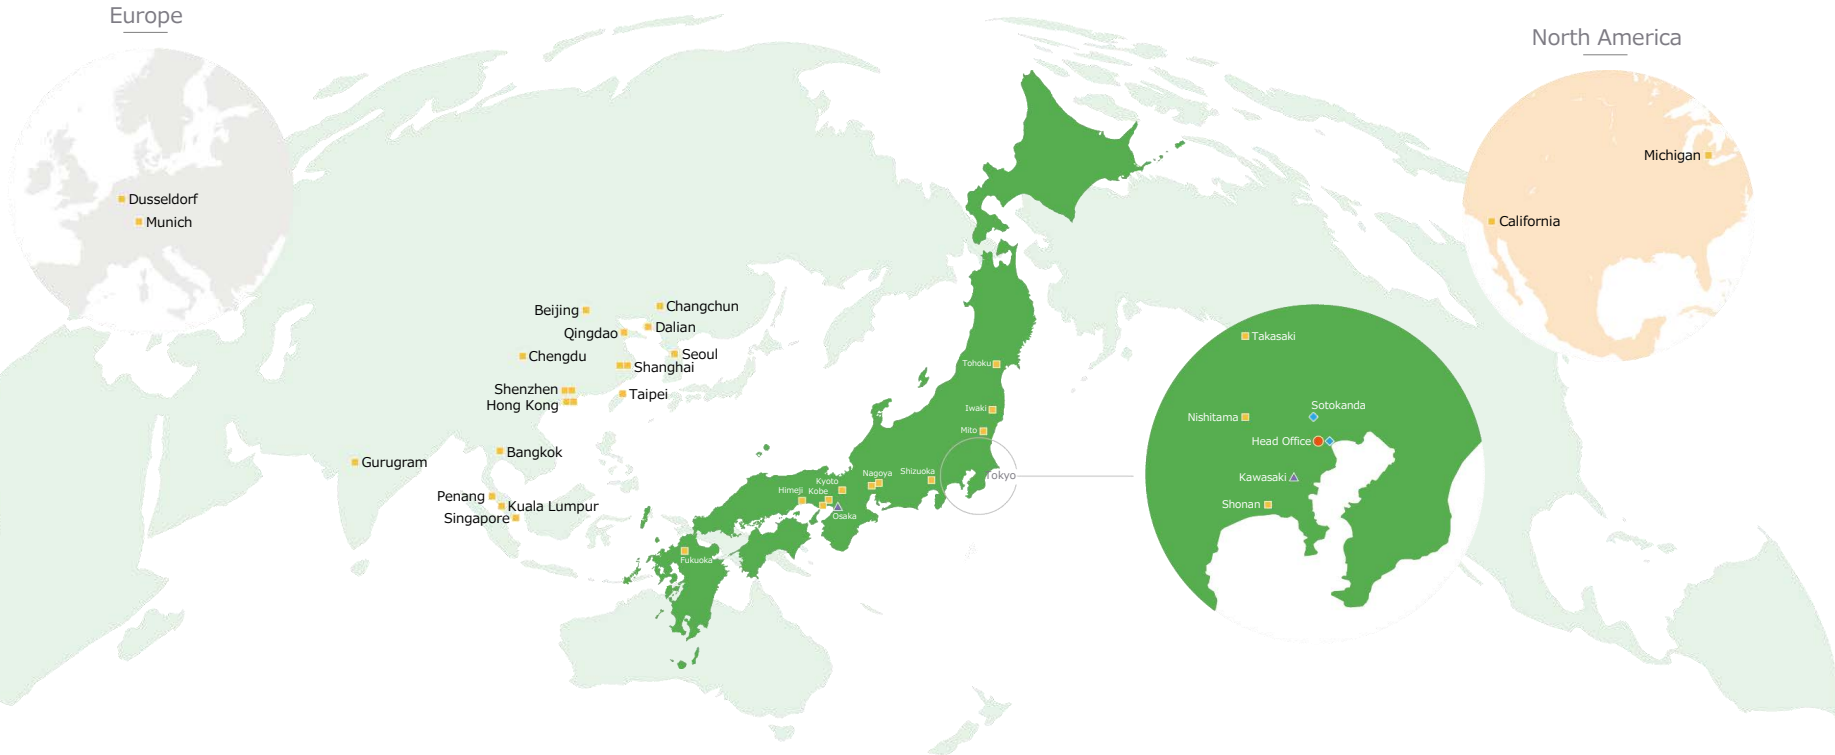 Europe
North America
Dusseldorf
Munich
Michigan
California
Beijing
Changchun
Qingdao
Dalian
Chengdu
Seoul
Shanghai
Shenzhen
Hong Kong
Taipei
Bangkok
Gurugram
Penang
Kuala Lumpur
Singapore
Tohoku
Iwaki
Mito
Tokyo
Nagoya
Shizuoka
Kyoto
Himeji
Kobe
Osaka
Fukuoka
Takasaki
Sotokanda
Nishitama
Head Office
Kawasaki
Shonan